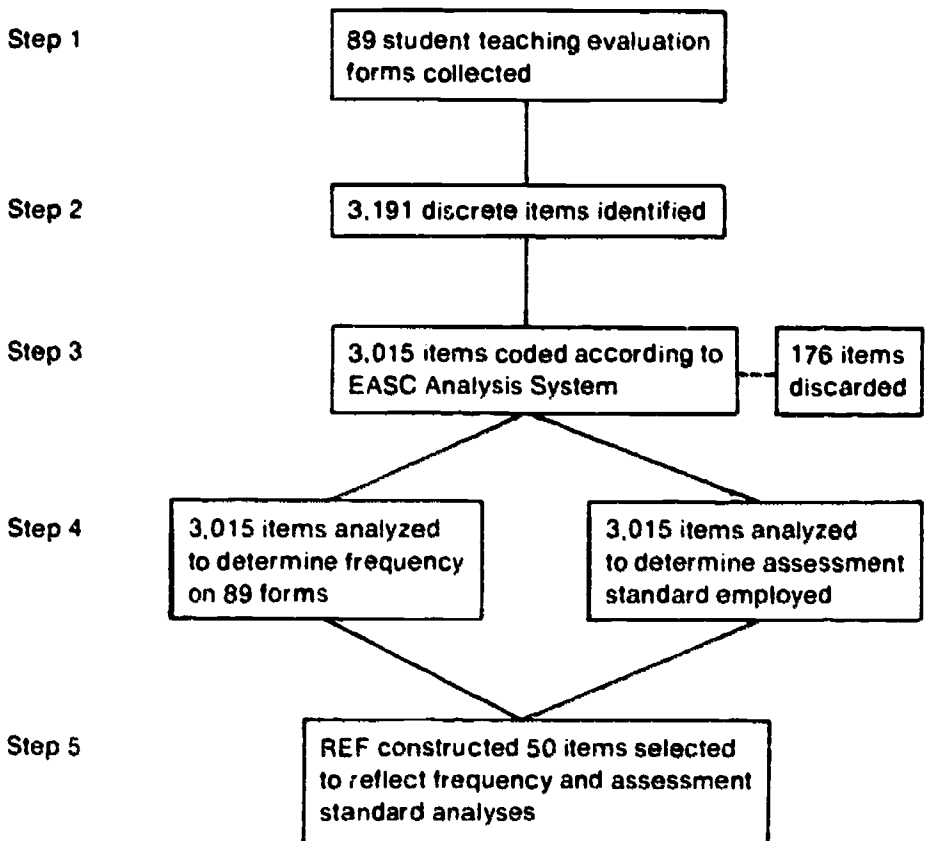 Step 1
89 student teaching evaluation
forms collected
Step 2
3,191 discrete items identified
Step 3
3,015 items coded according to
EASC Analysis System
176 items
discarded
Step 4
3,015 items analyzed
to determine frequency
on 89 forms
3,015 items analyzed
to determine assessment
standard employed
Step 5
REF constructed 50 items selected
to reflect frequency and assessment
standard analyses